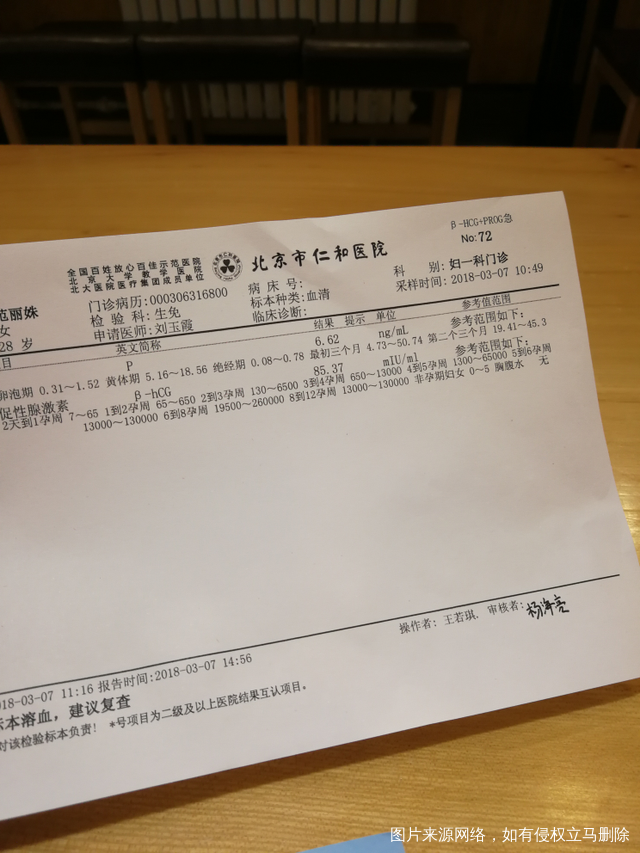 β-HCG+PROG急
No:72
全国百姓放心百佳示范医院
北京大学教学医院
北大医院医疗集团成员单位
北京市仁和医院
范丽姝
门诊病历:000306316800
病床号:
科别:妇一科门诊
女
检验科:生免
标本种类:血清
采样时间:2018-03-07 10:49
28 岁
申请医师:刘玉霞
临床诊断:
目 英文简称 结果 提示 单位 参考值范围
P 6.62 ng/mL 参考范围如下:
卵泡期 0.31~1.52 黄体期 5.16~18.56 绝经期 0.08~0.78 最初三个月 4.73~50.74 第二个三个月 19.41~45.3
促性腺激素 β-hCG 85.37 mIU/ml 参考范围如下:
2天到1孕周 7~65 1到2孕周 65~650 2到3孕周 130~6500 3到4孕周 650~13000 4到5孕周 1300~65000 5到6孕周
13000~130000 6到8孕周 19500~260000 8到12孕周 13000~130000 非孕期妇女 0~5 胸腹水 无
操作者: 王若琪. 审核者: 杨海亮
018-03-07 11:16 报告时间:2018-03-07 14:56
标本溶血，建议复查
对该检验标本负责! *号项目为二级及以上医院结果互认项目。
图片来源网络，如有侵权立马删除